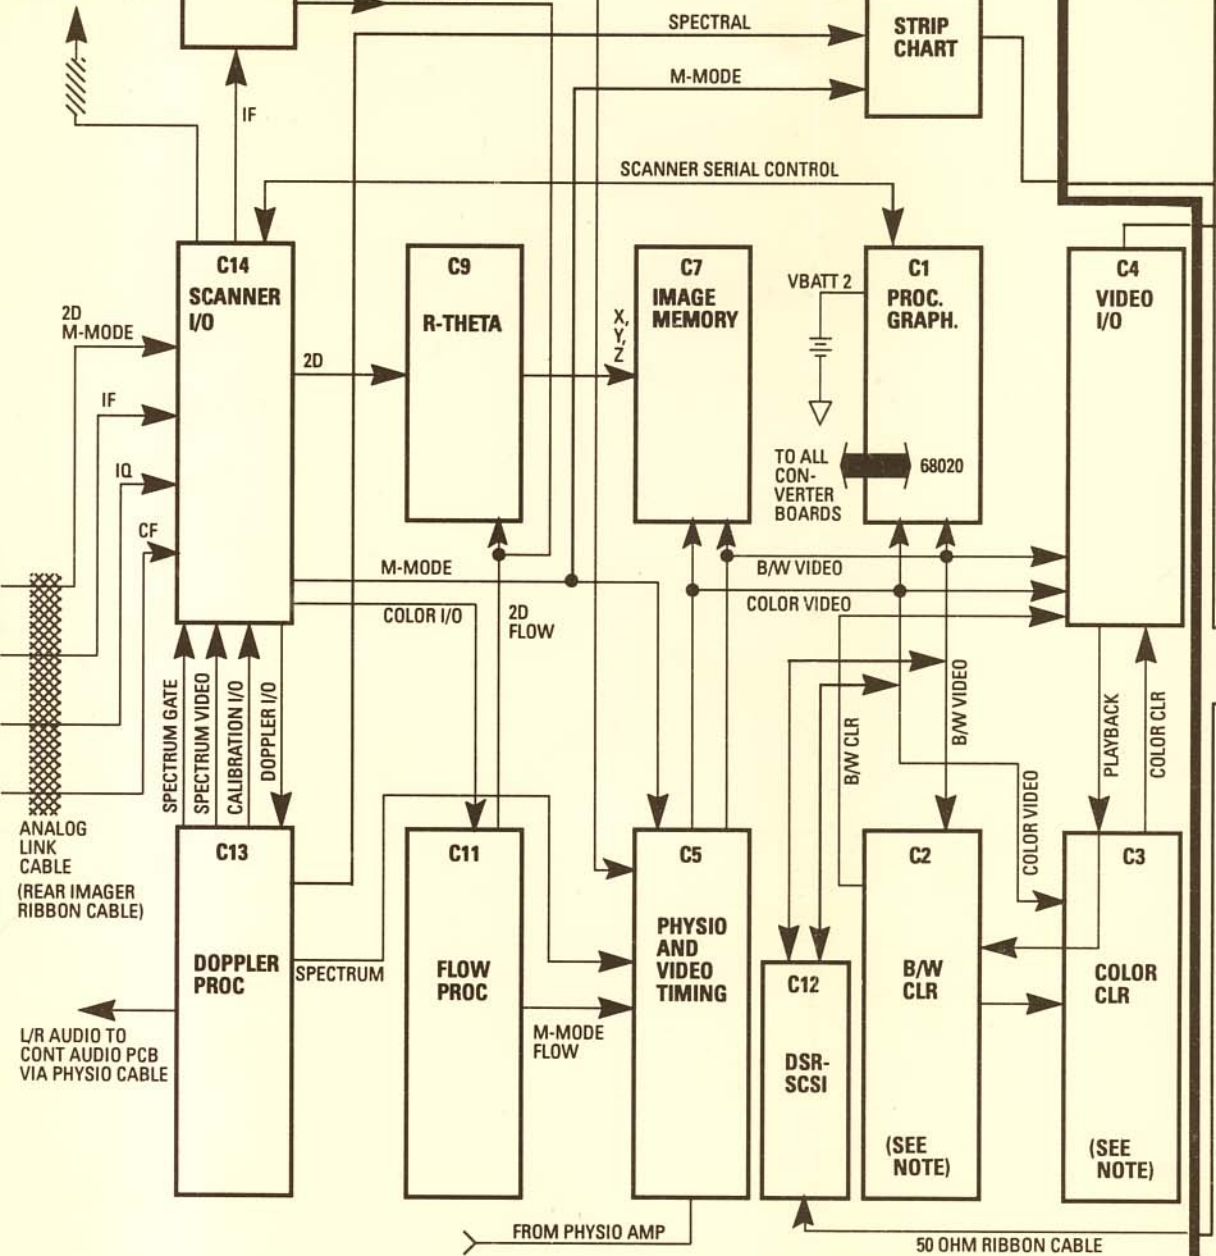 SPECTRAL
STRIP
CHART
M-MODE
IF
SCANNER SERIAL CONTROL
C14
SCANNER
I/O
C9
R-THETA
C7
IMAGE
MEMORY
C1
PROC.
GRAPH.
C4
VIDEO
I/O
VBATT 2
2D
M-MODE
X,
Y,
Z
2D
IF
IQ
CF
TO ALL
CON-
VERTER
BOARDS
68020
M-MODE
COLOR I/O
2D
FLOW
B/W VIDEO
COLOR VIDEO
SPECTRUM GATE
SPECTRUM VIDEO
CALIBRATION I/O
DOPPLER I/O
B/W CLR
B/W VIDEO
PLAYBACK
COLOR CLR
COLOR VIDEO
ANALOG
LINK
CABLE
(REAR IMAGER
RIBBON CABLE)
C13
DOPPLER
PROC
C11
FLOW
PROC
C5
PHYSIO
AND
VIDEO
TIMING
C2
B/W
CLR
(SEE
NOTE)
C3
COLOR
CLR
(SEE
NOTE)
C12
DSR-
SCSI
SPECTRUM
M-MODE
FLOW
L/R AUDIO TO
CONT AUDIO PCB
VIA PHYSIO CABLE
FROM PHYSIO AMP
50 OHM RIBBON CABLE